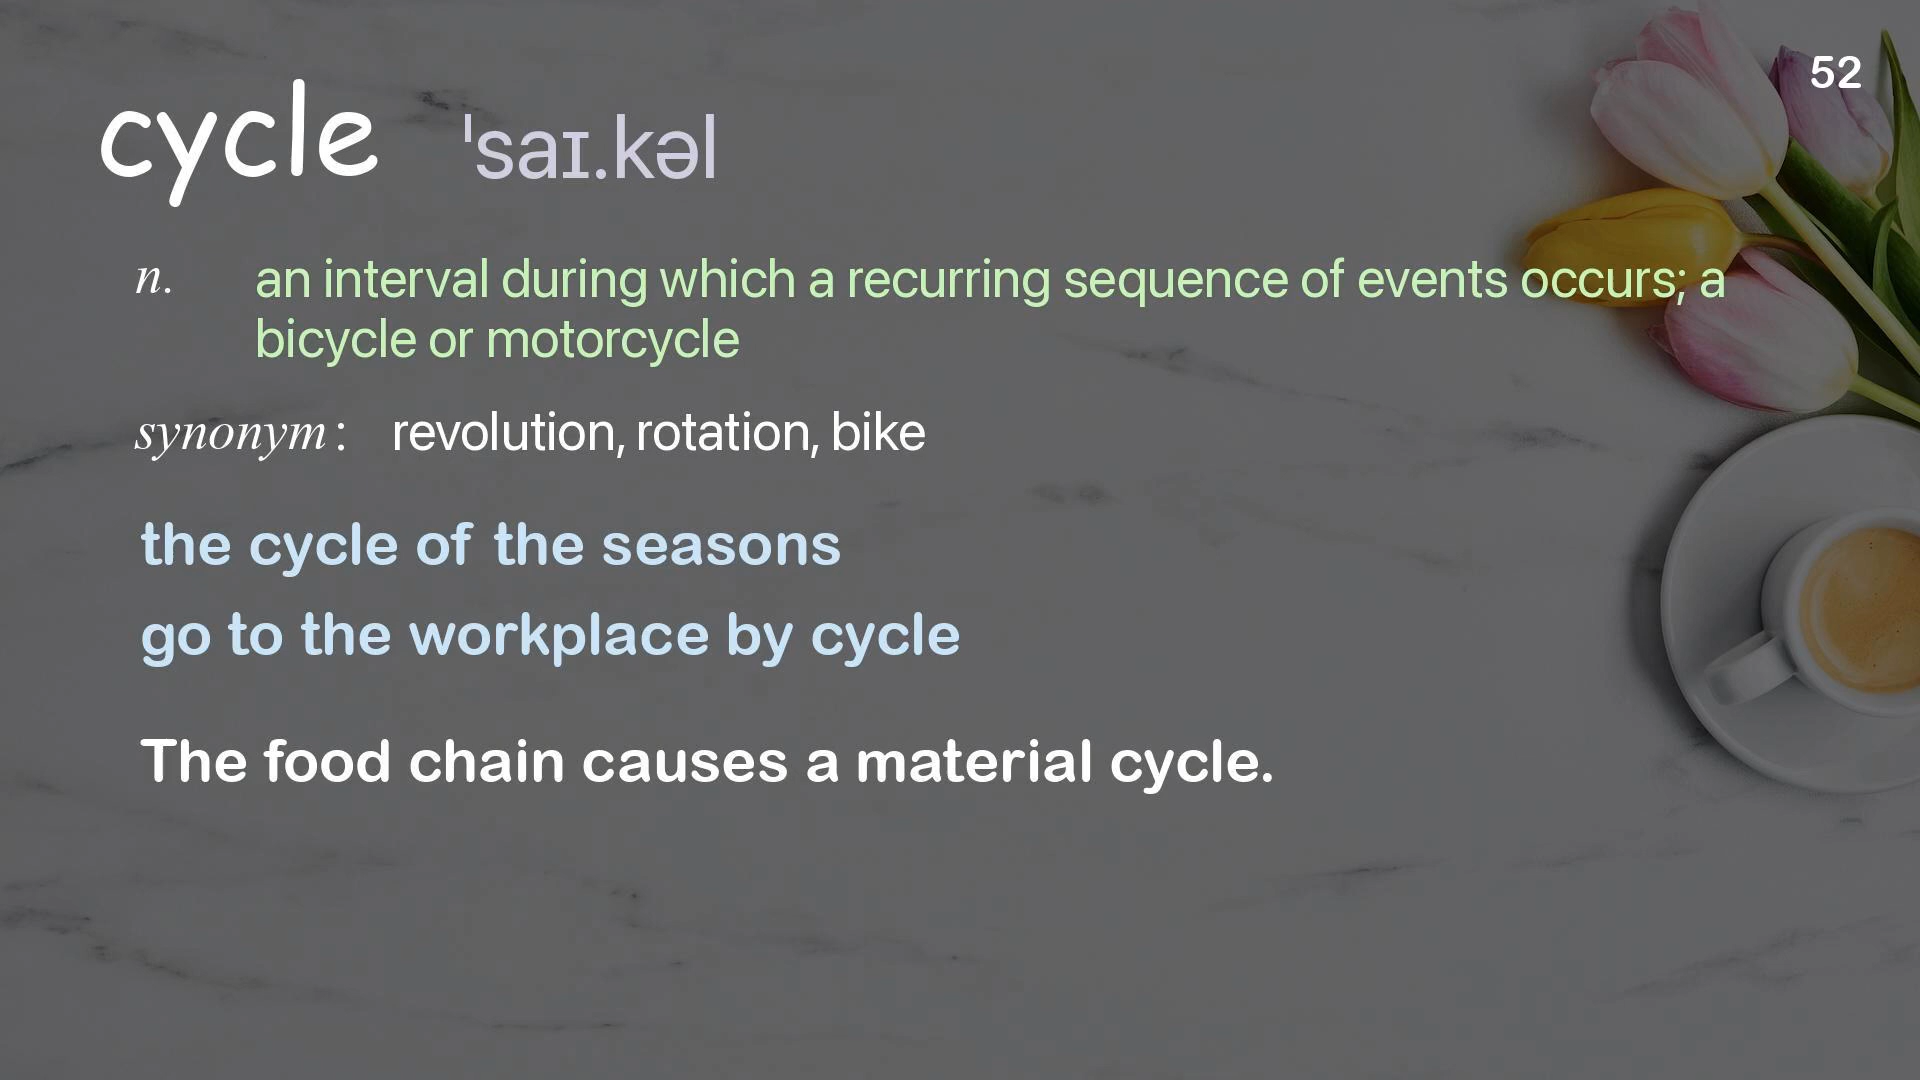 52
cycle ˈsaɪ.kəl
n. an interval during which a recurring sequence of events occurs; a
bicycle or motorcycle
synonym: revolution, rotation, bike
the cycle of the seasons
go to the workplace by cycle
The food chain causes a material cycle.